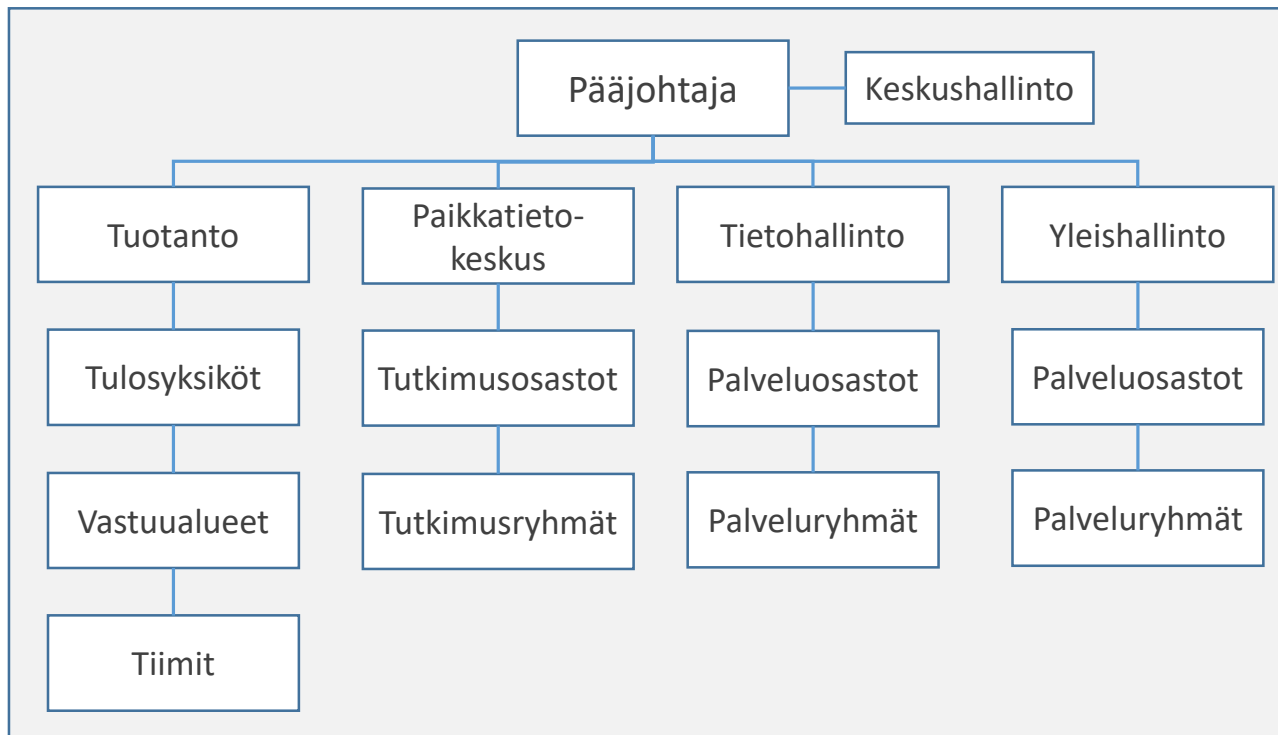 Pääjohtaja
Keskushallinto
Tuotanto
Paikkatieto-
keskus
Tietohallinto
Yleishallinto
Tulosyksiköt
Tutkimusosastot
Palveluosastot
Palveluosastot
Vastuualueet
Tutkimusryhmät
Palveluryhmät
Palveluryhmät
Tiimit